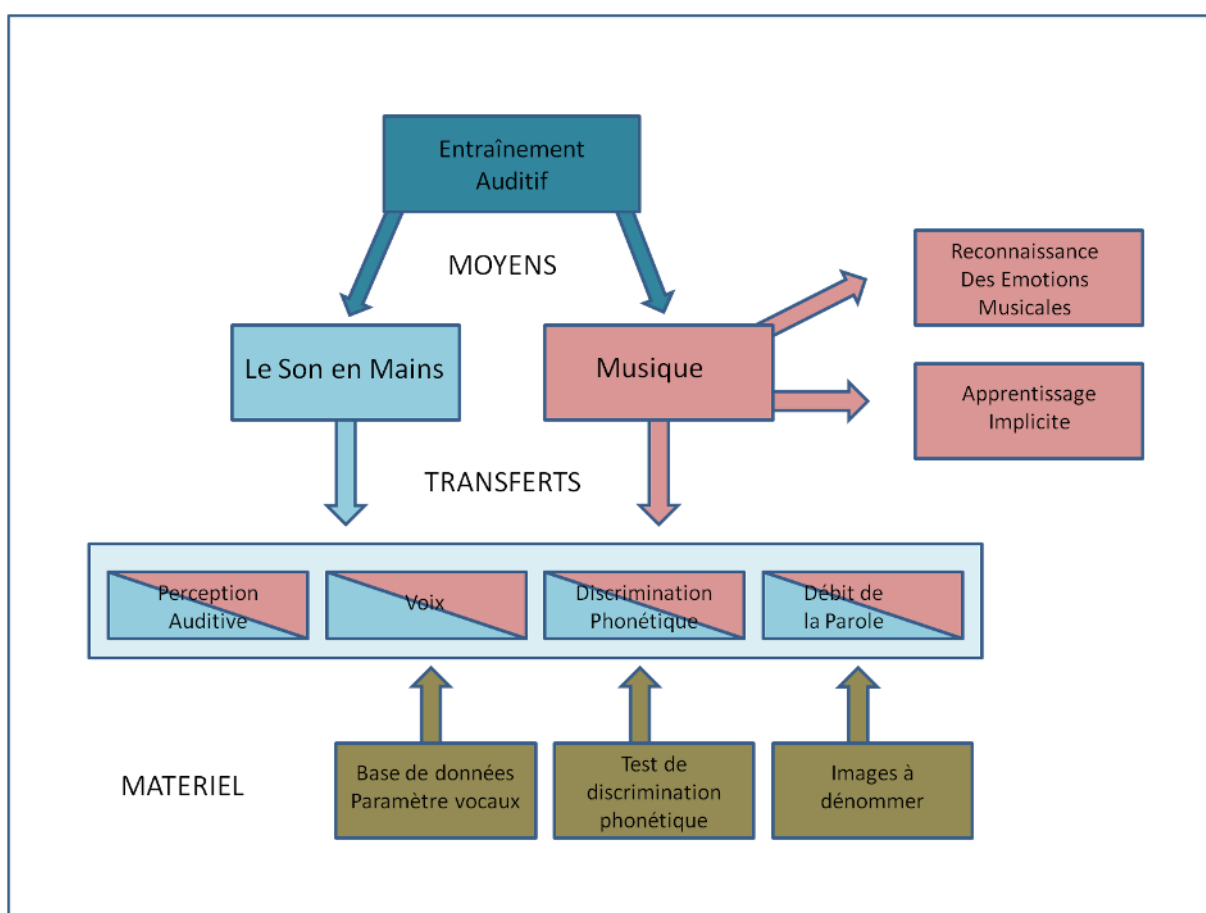 Entraînement
Auditif
MOYENS
Reconnaissance
Des Emotions
Musicales
Le Son en Mains
Musique
Apprentissage
Implicite
TRANSFERTS
Perception
Auditive
Voix
Discrimination
Phonétique
Débit de
la Parole
MATERIEL
Base de données
Paramètre vocaux
Test de
discrimination
phonétique
Images à
dénommer